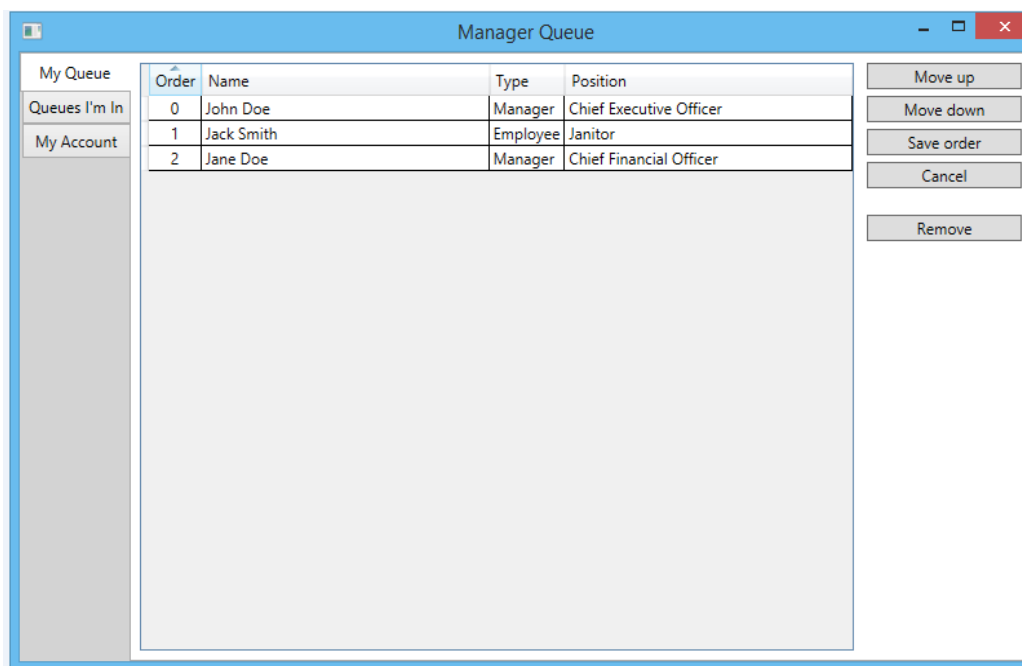 Manager Queue
My Queue
Queues I'm In
My Account
Order Name Type Position
0 John Doe Manager Chief Executive Officer
1 Jack Smith Employee Janitor
2 Jane Doe Manager Chief Financial Officer
Move up
Move down
Save order
Cancel
Remove